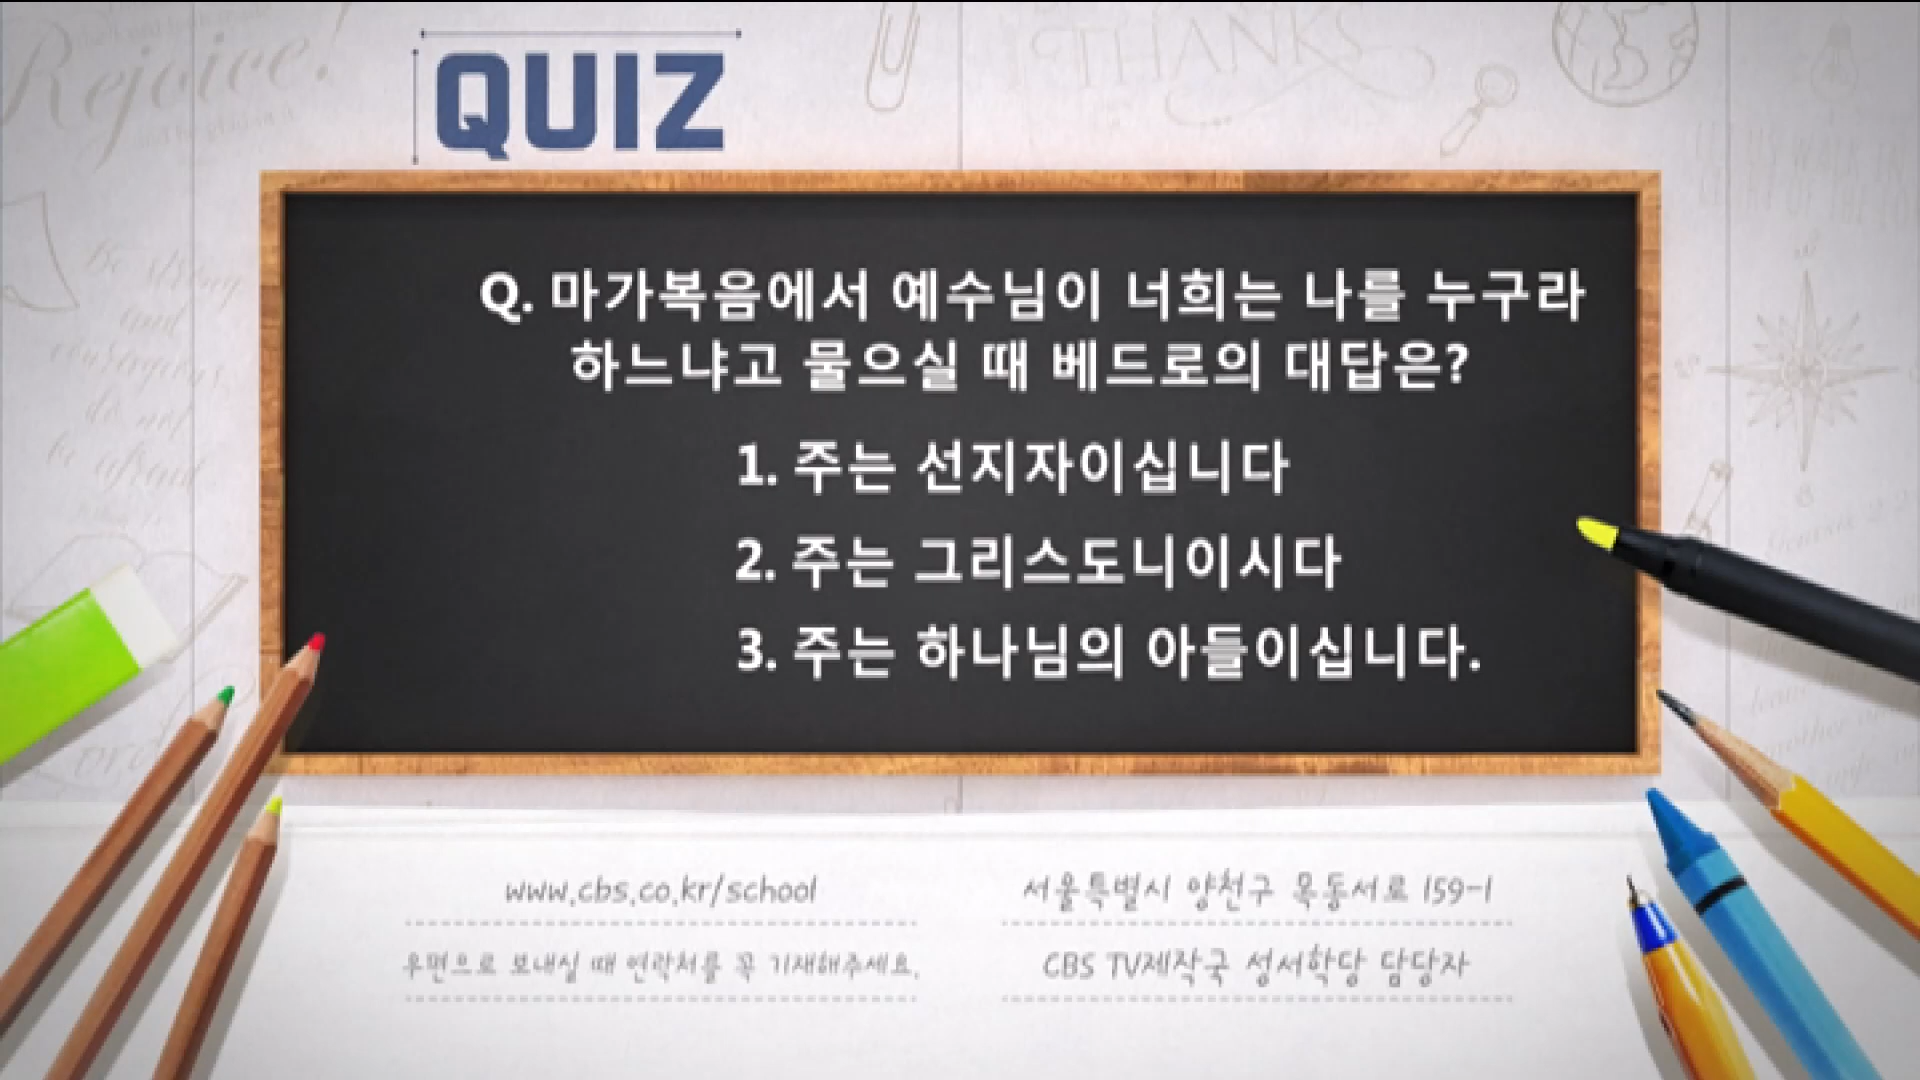 QUIZ
Rejoice!
THANKS
Q. 마가복음에서 예수님이 너희는 나를 누구라
하느냐고 물으실 때 베드로의 대답은?
1. 주는 선지자이십니다
2. 주는 그리스도니이시다
3. 주는 하나님의 아들이십니다.
www.cbs.co.kr/school
우편으로 보내실 때 연락처를 꼭 기재해주세요.
서울특별시 양천구 목동서로 159-1
CBS TV제작국 성서학당 담당자